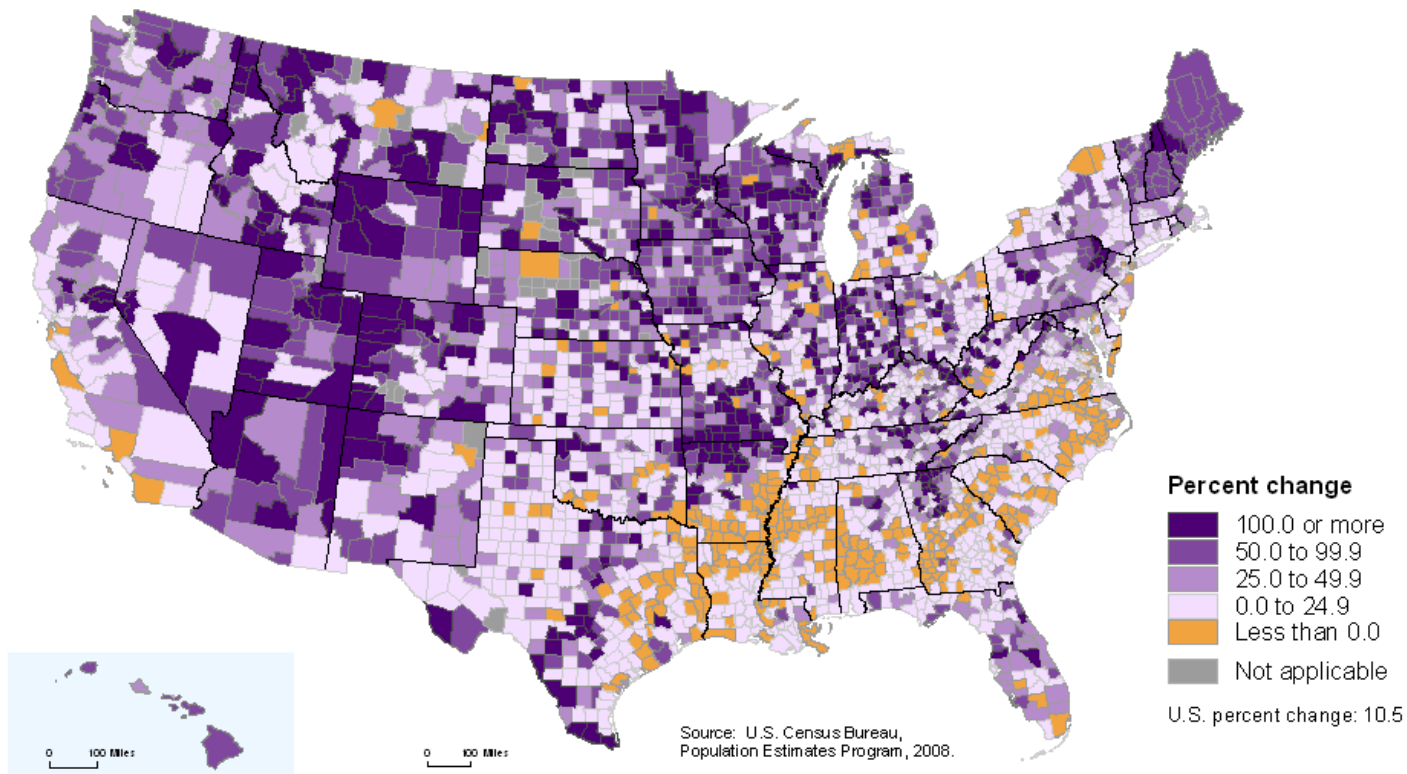 Percent change
100.0 or more
50.0 to 99.9
25.0 to 49.9
0.0 to 24.9
Less than 0.0
Not applicable
U.S. percent change: 10.5
Source: U.S. Census Bureau,
Population Estimates Program, 2008.
0 100 Miles
0 100 Miles